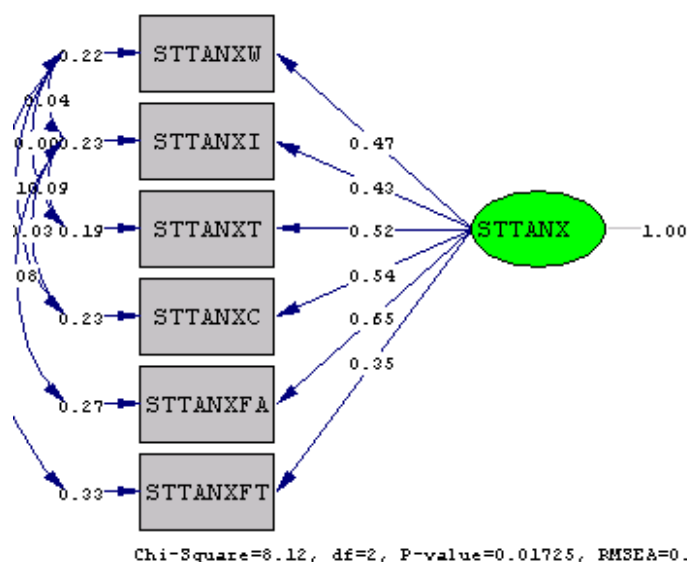 0.22 STTANXW
0.04
0.00 0.23 STTANXI 0.47
0.09 0.43
0.03 0.19 STTANXT 0.52 STTANX 1.00
08 0.54
0.23 STTANXC
0.65
0.35
0.27 STTANXFA
0.33 STTANXFT
Chi-Square=8.12, df=2, P-value=0.01725, RMSEA=0.